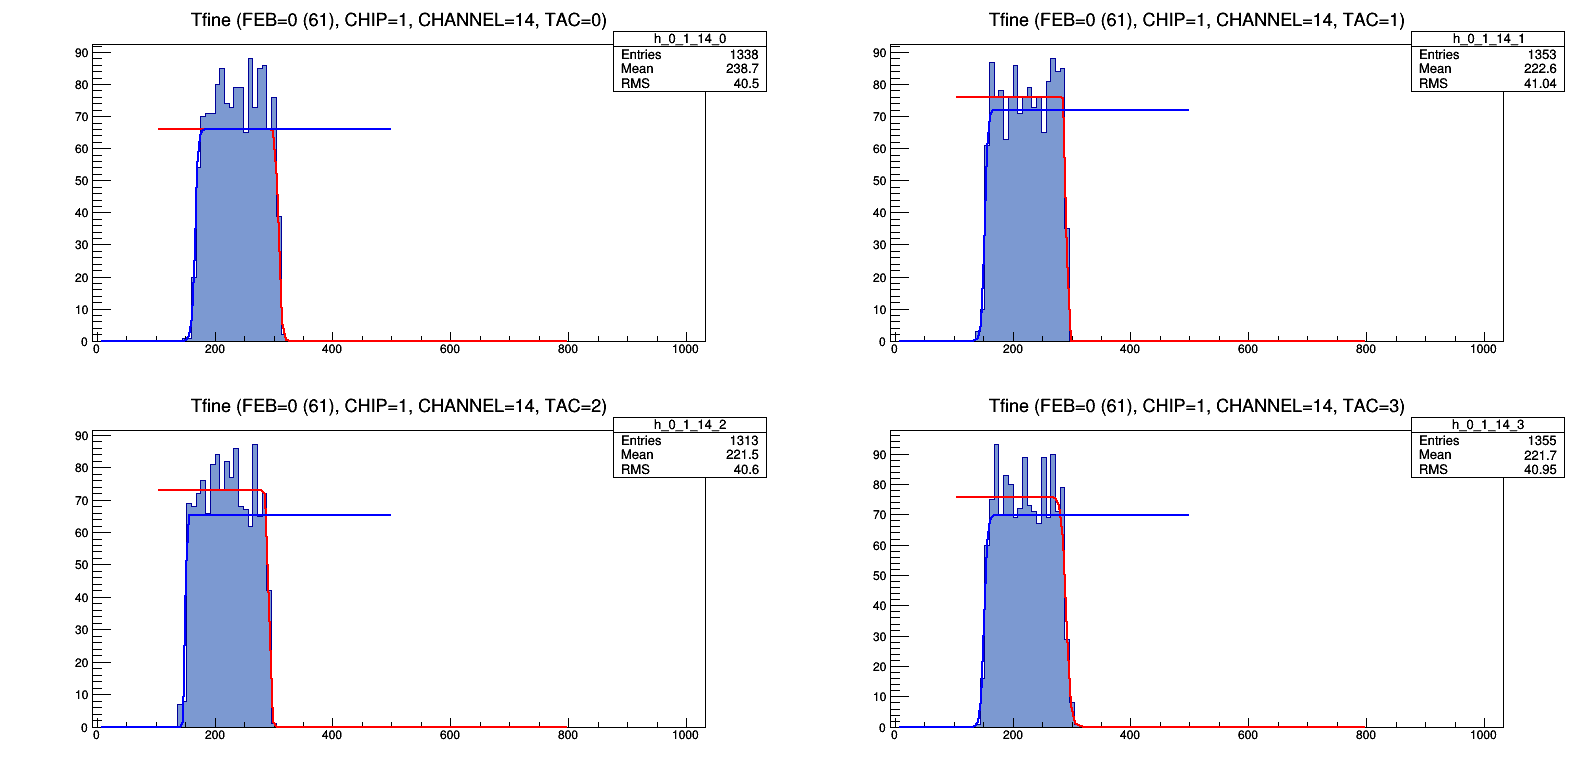 Tfine (FEB=0 (61), CHIP=1, CHANNEL=14, TAC=0)
h_0_1_14_0
Entries 1338
Mean 238.7
RMS 40.5
90
80
70
60
50
40
30
20
10
0
0 200 400 600 800 1000
Tfine (FEB=0 (61), CHIP=1, CHANNEL=14, TAC=1)
h_0_1_14_1
Entries 1353
Mean 222.6
RMS 41.04
90
80
70
60
50
40
30
20
10
0
0 200 400 600 800 1000
Tfine (FEB=0 (61), CHIP=1, CHANNEL=14, TAC=2)
h_0_1_14_2
Entries 1313
Mean 221.5
RMS 40.6
90
80
70
60
50
40
30
20
10
0
0 200 400 600 800 1000
Tfine (FEB=0 (61), CHIP=1, CHANNEL=14, TAC=3)
h_0_1_14_3
Entries 1355
Mean 221.7
RMS 40.95
90
80
70
60
50
40
30
20
10
0
0 200 400 600 800 1000